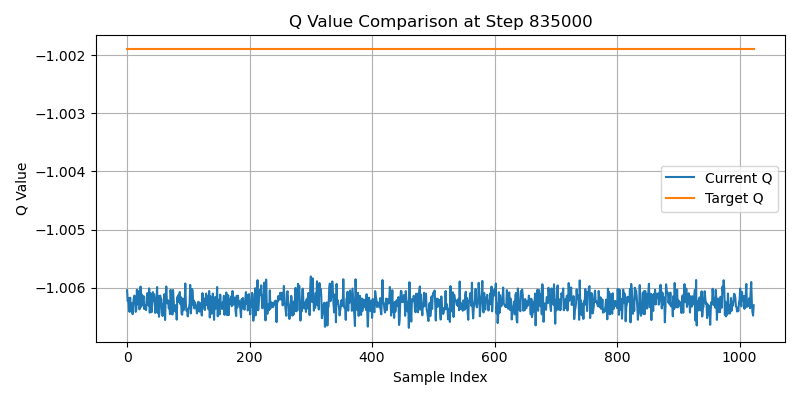 Q Value Comparison at Step 835000
−1.002
−1.003
−1.004
−1.005
−1.006
Q Value
Current Q
Target Q
0 200 400 600 800 1000
Sample Index